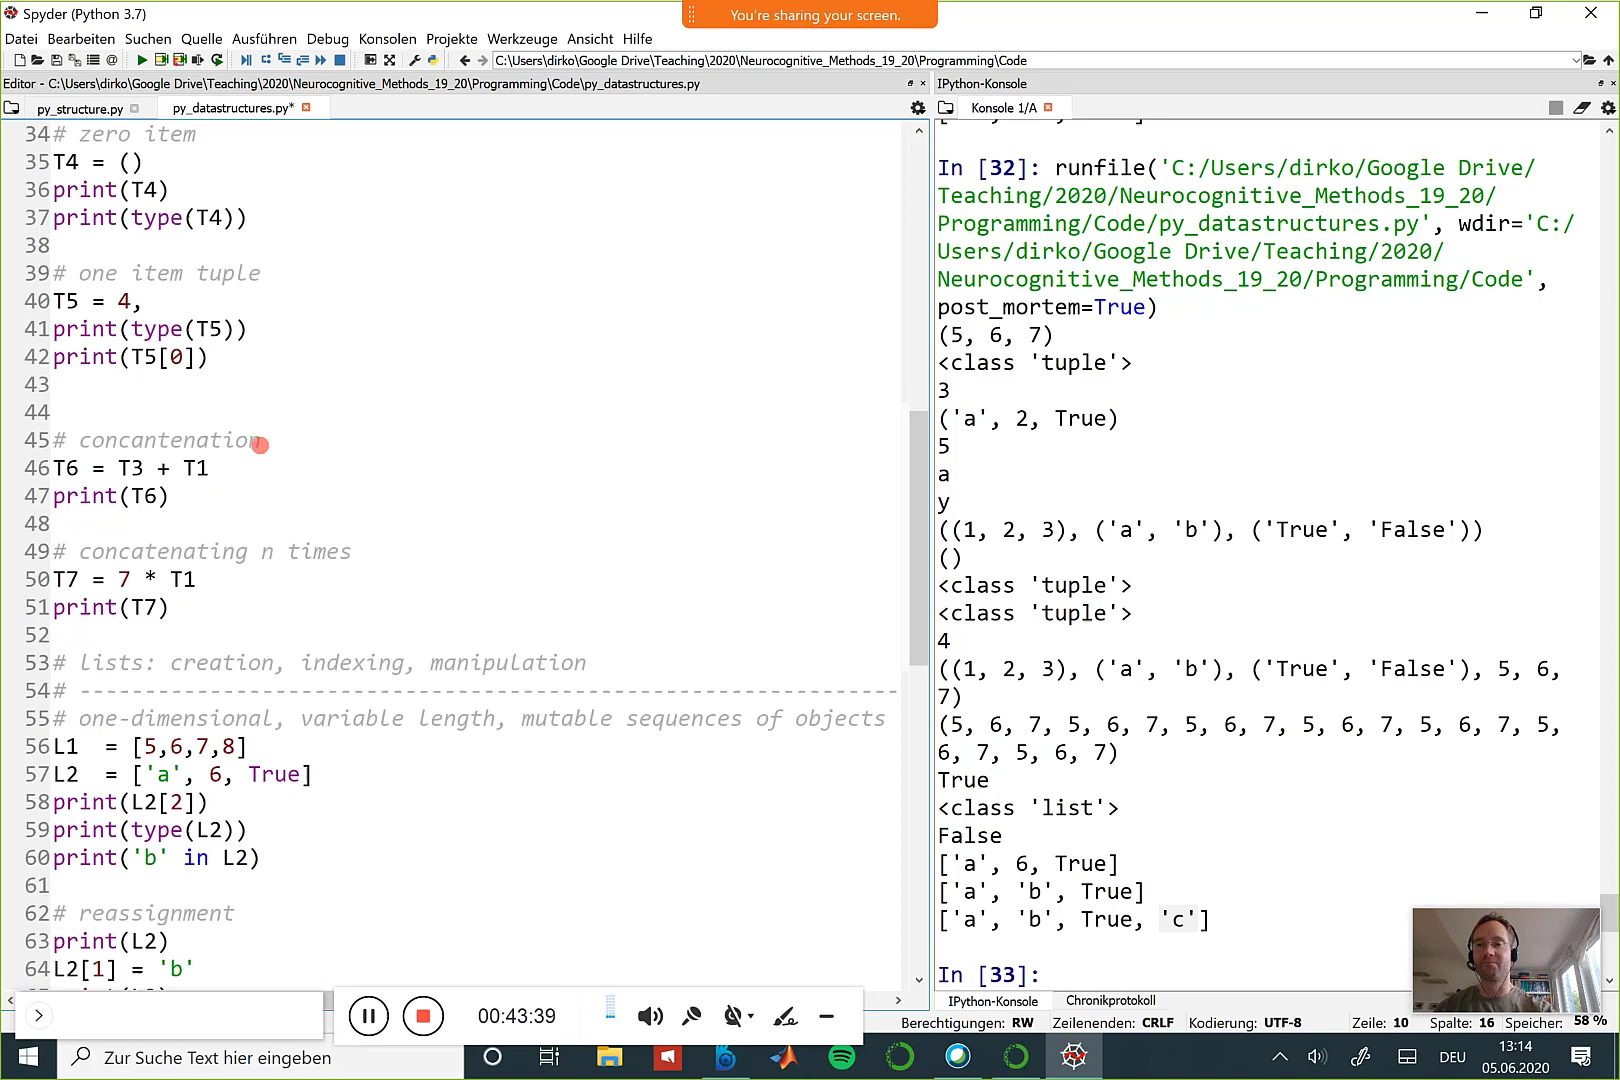 Spyder (Python 3.7)
You're sharing your screen.
Datei Bearbeiten Suchen Quelle Ausführen Debug Konsolen Projekte Werkzeuge Ansicht Hilfe
C:\Users\dirko\Google Drive\Teaching\2020\Neurocognitive_Methods_19_20\Programming\Code
Editor - C:\Users\dirko\Google Drive\Teaching\2020\Neurocognitive_Methods_19_20\Programming\Code\py_datastructures.py
py_structure.py py_datastructures.py*
34 # zero item
35 T4 = ()
36 print(T4)
37 print(type(T4))
38
39 # one item tuple
40 T5 = 4,
41 print(type(T5))
42 print(T5[0])
43
44
45 # concantenation
46 T6 = T3 + T1
47 print(T6)
48
49 # concatenating n times
50 T7 = 7 * T1
51 print(T7)
52
53 # lists: creation, indexing, manipulation
54 # ---------------------------------------------------------------
55 # one-dimensional, variable length, mutable sequences of objects
56 L1  = [5,6,7,8]
57 L2  = ['a', 6, True]
58 print(L2[2])
59 print(type(L2))
60 print('b' in L2)
61
62 # reassignment
63 print(L2)
64 L2[1] = 'b'
IPython-Konsole
Konsole 1/A
In [32]: runfile('C:/Users/dirko/Google Drive/
Teaching/2020/Neurocognitive_Methods_19_20/
Programming/Code/py_datastructures.py', wdir='C:/
Users/dirko/Google Drive/Teaching/2020/
Neurocognitive_Methods_19_20/Programming/Code',
post_mortem=True)
(5, 6, 7)
<class 'tuple'>
3
('a', 2, True)
5
a
y
((1, 2, 3), ('a', 'b'), ('True', 'False'))
()
<class 'tuple'>
<class 'tuple'>
4
((1, 2, 3), ('a', 'b'), ('True', 'False'), 5, 6,
7)
(5, 6, 7, 5, 6, 7, 5, 6, 7, 5, 6, 7, 5, 6, 7, 5,
6, 7, 5, 6, 7)
True
<class 'list'>
False
['a', 6, True]
['a', 'b', True]
['a', 'b', True, 'c']
In [33]:
IPython-Konsole Chronikprotokoll
00:43:39
Berechtigungen: RW Zeilenenden: CRLF Kodierung: UTF-8 Zeile: 10 Spalte: 16 Speicher: 58 %
Zur Suche Text hier eingeben
DEU
13:14
05.06.2020